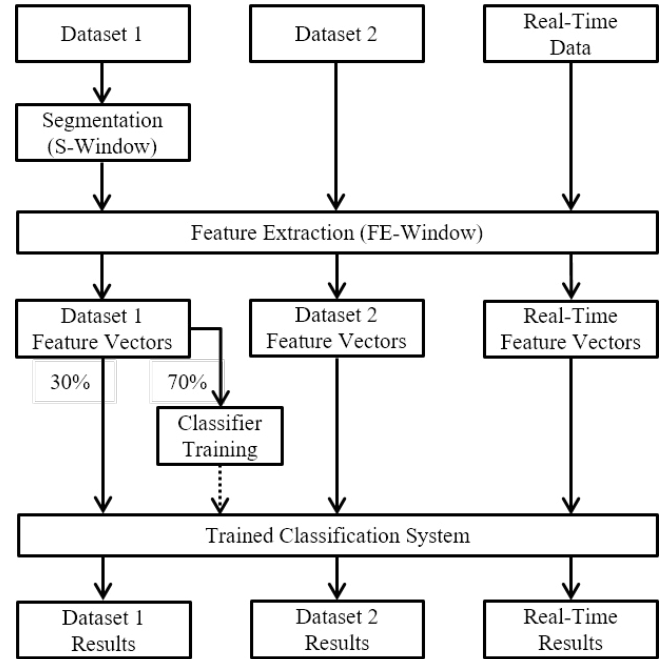 Dataset 1
Dataset 2
Real-Time
Data
Segmentation
(S-Window)
Feature Extraction (FE-Window)
Dataset 1
Feature Vectors
Dataset 2
Feature Vectors
Real-Time
Feature Vectors
30%
70%
Classifier
Training
Trained Classification System
Dataset 1
Results
Dataset 2
Results
Real-Time
Results